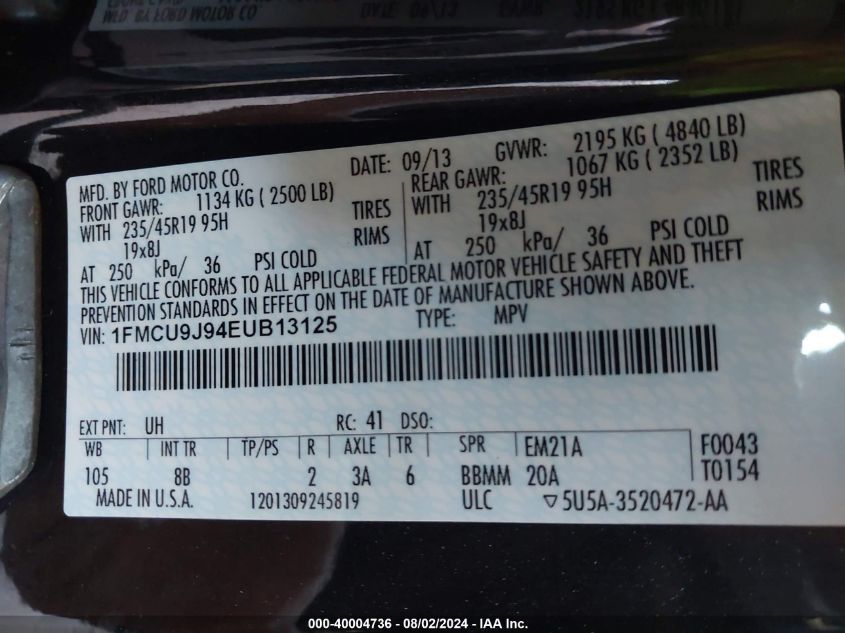 MFD. BY FORD MOTOR CO.
DATE: 09/13 GVWR: 2195 KG ( 4840 LB)
FRONT GAWR: 1134 KG ( 2500 LB) REAR GAWR: 1067 KG ( 2352 LB)
WITH 235/45R19 95H TIRES WITH 235/45R19 95H TIRES
19x8J RIMS 19x8J RIMS
AT 250 kPa/ 36 PSI COLD AT 250 kPa/ 36 PSI COLD
THIS VEHICLE CONFORMS TO ALL APPLICABLE FEDERAL MOTOR VEHICLE SAFETY AND THEFT
PREVENTION STANDARDS IN EFFECT ON THE DATE OF MANUFACTURE SHOWN ABOVE.
VIN: 1FMCU9J94EUB13125 TYPE: MPV
EXT PNT: UH RC: 41 DSO:
WB INT TR TP/PS R AXLE TR SPR EM21A F0043
105 8B 2 3A 6 BBMM 20A T0154
MADE IN U.S.A. 1201309245819 ULC ▽5U5A-3520472-AA
000-40004736 - 08/02/2024 - IAA Inc.